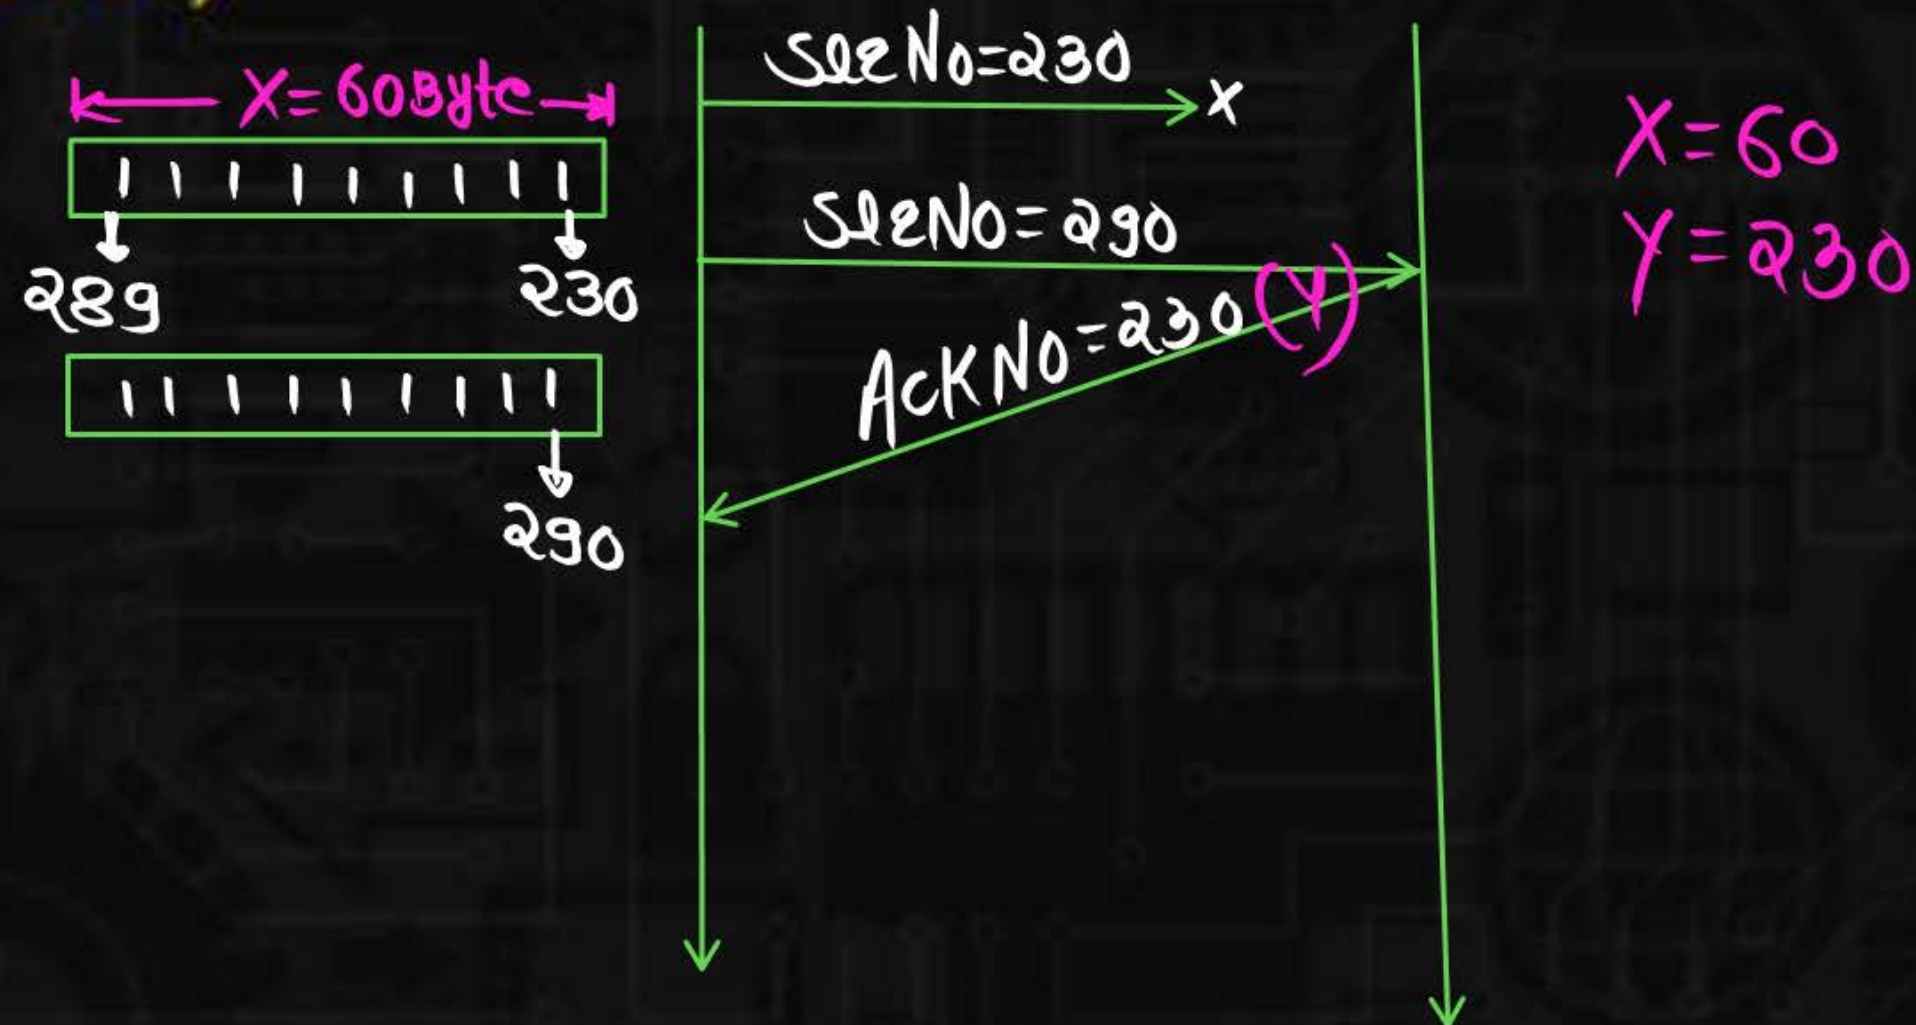 X=60Byte
289
230
290
SeqNo=230
X
SeqNO=290
AckNO=230 (Y)
X=60
Y=230